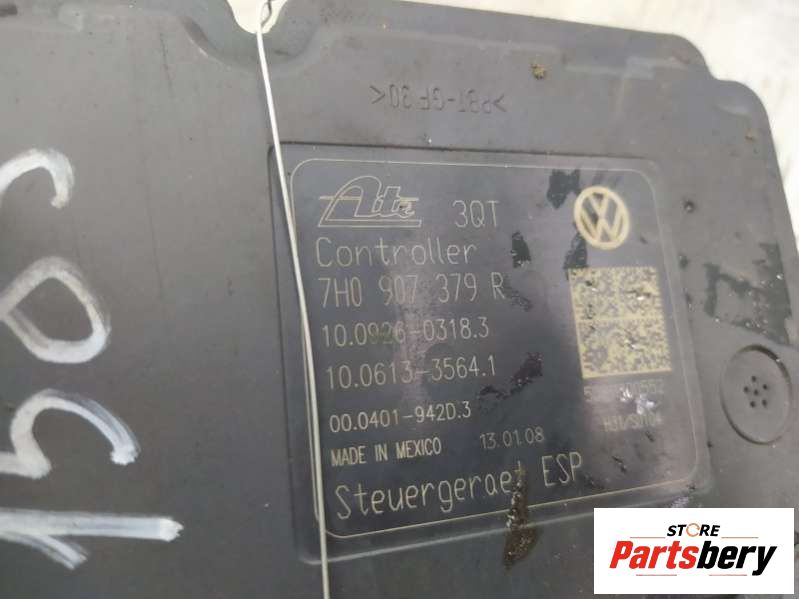 >PBT-GF30<
Ate 3QT
Controller
7H0 907 379 R
10.0926-0318.3
10.0613-3564.1
00.0401-942D.3
MADE IN MEXICO 13.01.08
Steuergeraet ESP
STORE
Partsbery